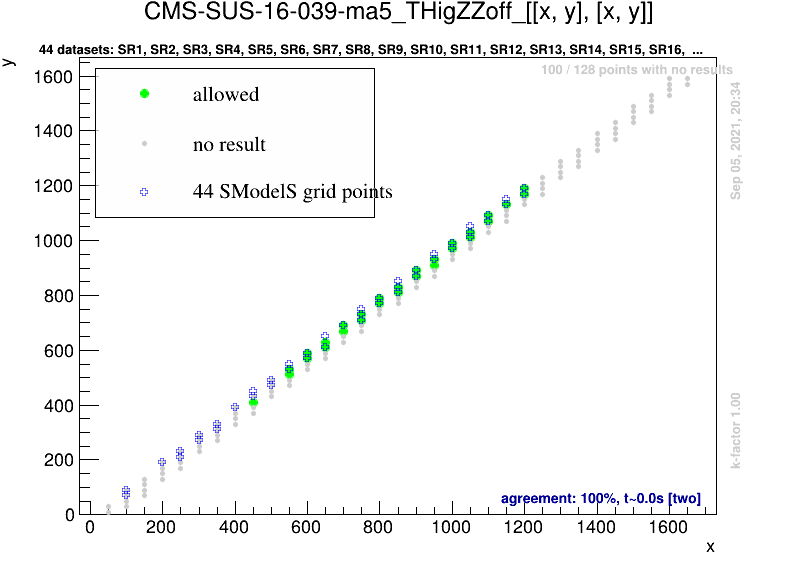 CMS-SUS-16-039-ma5_THigZZoff_[[x, y], [x, y]]
44 datasets: SR1, SR2, SR3, SR4, SR5, SR6, SR7, SR8, SR9, SR10, SR11, SR12, SR13, SR14, SR15, SR16, ...
y
100 / 128 points with no results
allowed
no result
44 SModelS grid points
Sep 05, 2021, 20:34
k-factor 1.00
1600
1400
1200
1000
800
600
400
200
0
agreement: 100%, t~0.0s [two]
0 200 400 600 800 1000 1200 1400 1600
x